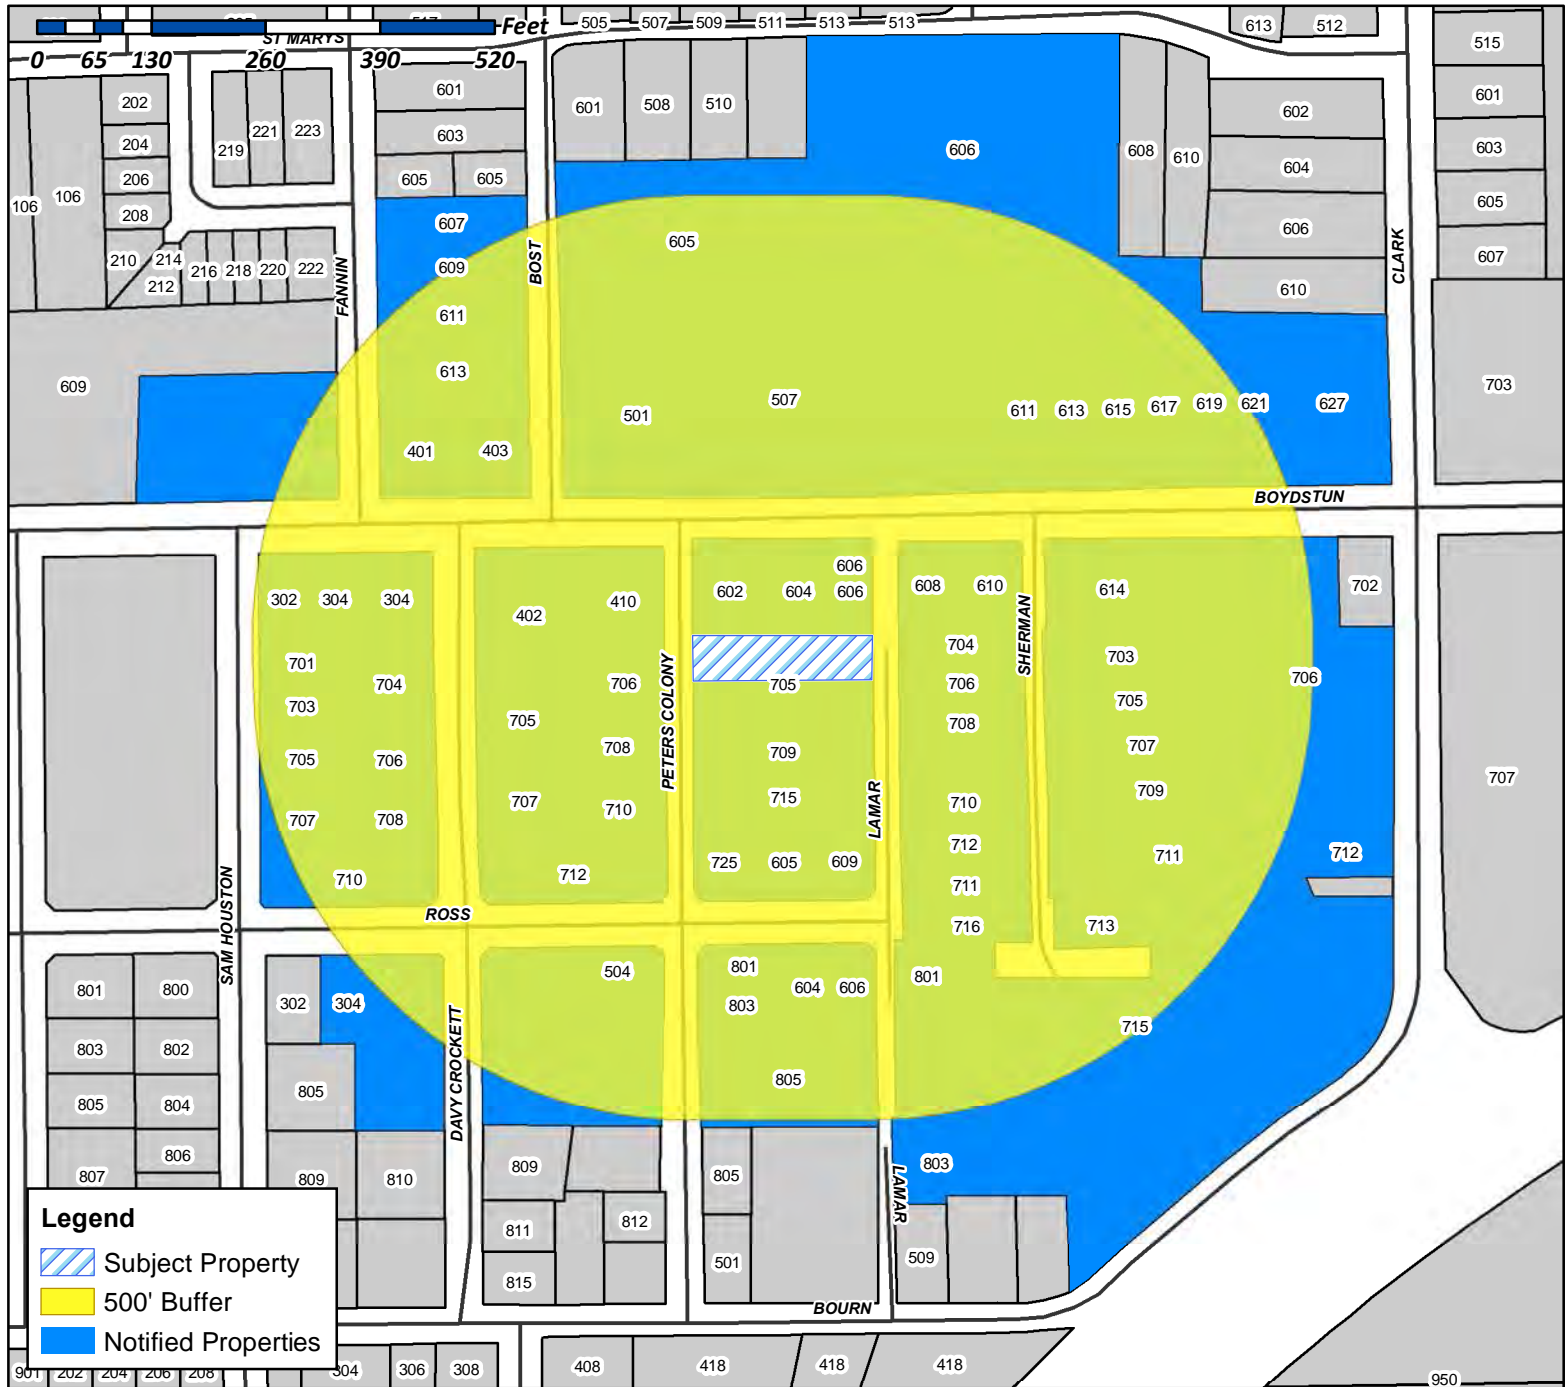 505 507 509 511 513 513 613 512
Feet
ST MARYS
0 65 130 260 390 520
515
601 601 508 510 602 601
202 219 221 223 603 606 608 610 604 603
204
206 605 605 605
106 106 208 607 606 607
210 214 216 218 220 222 605
212 609 610
FANNIN
BOST
CLARK
611
613
609 501 507 611 613 615 617 619 621 627 703
401 403
BOYDSTUN
606
302 304 304 402 410 602 604 606 608 610 614 702
701 704 703
703 704 706 705 706 705 706
705 708 707
705 706 709 709 707
707 708 707 710 715 710
712 711 712
710 712 725 605 609 711
716 713
PETERS COLONY
LAMAR
SHERMAN
ROSS
SAM HOUSTON
801 800 302 304 504 801 604 606 801
803 802 803 715
805 804 805 805
806
807 809 810 809 805 803
DAVY CROCKETT
LAMAR
811 812
815 501 509
BOURN
Legend
Subject Property
500' Buffer
Notified Properties
901 202 204 206 208 304 306 308 408 418 418 418 950